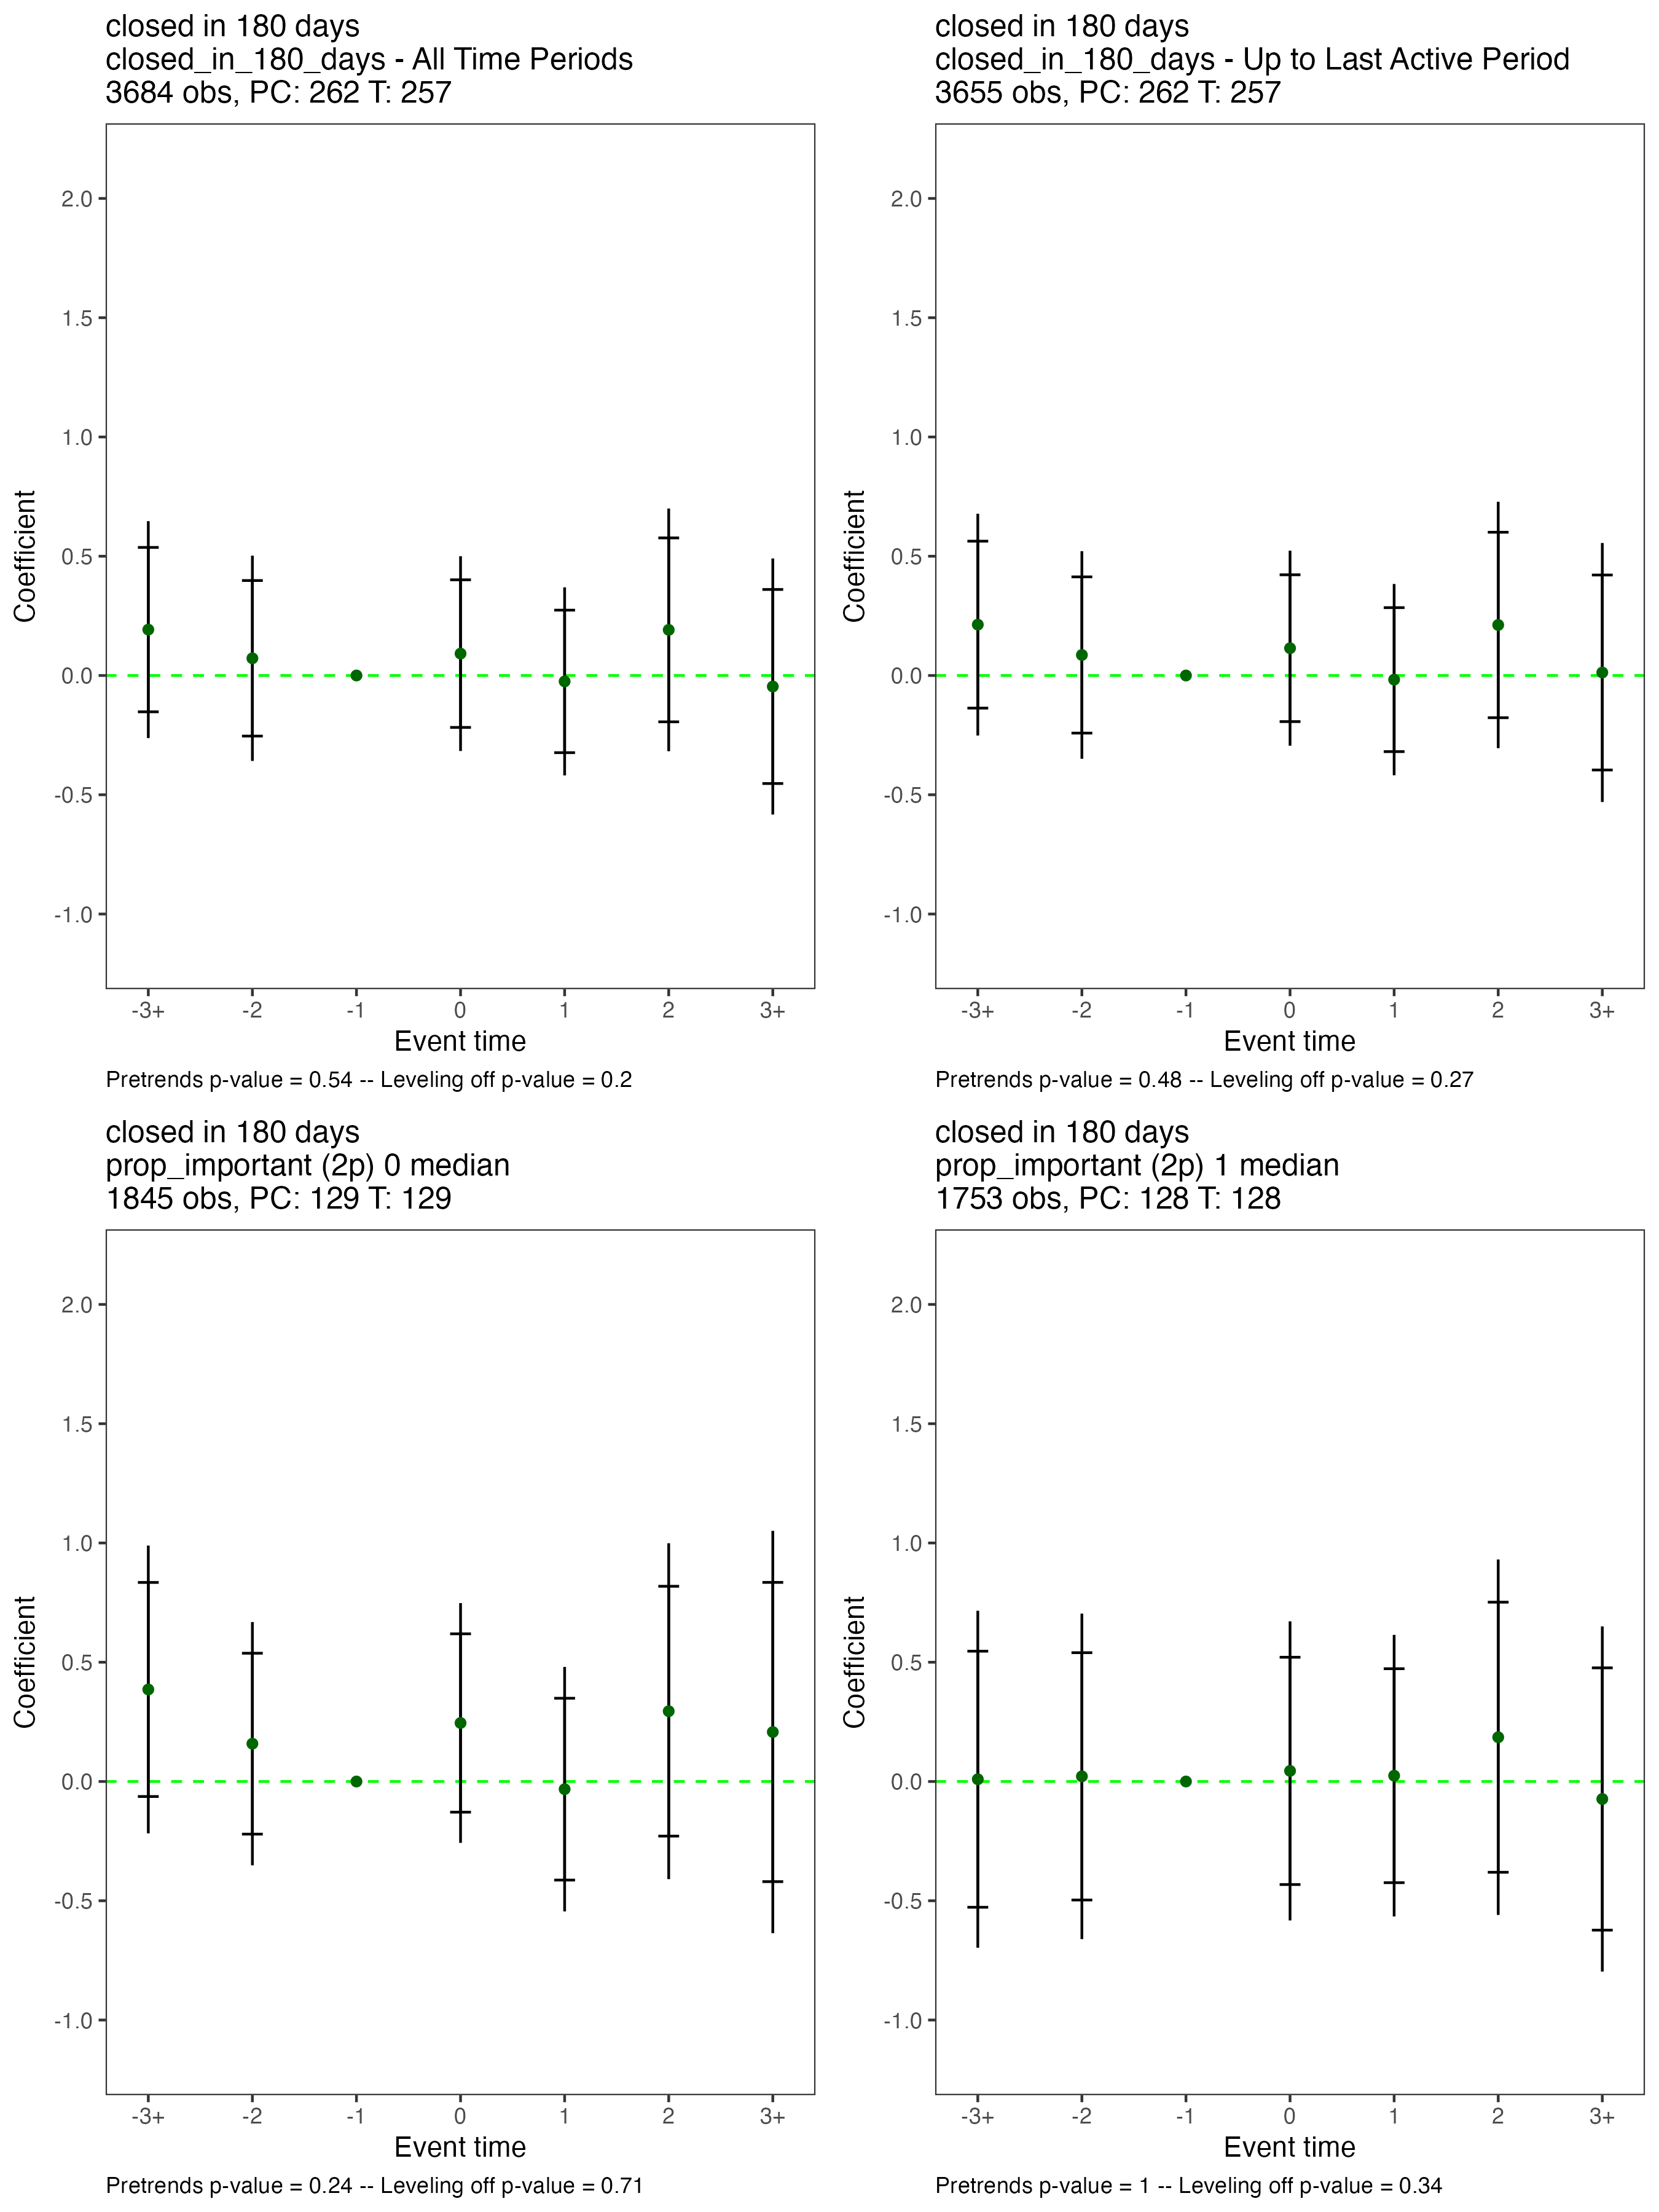 closed in 180 days
closed_in_180_days - All Time Periods
3684 obs, PC: 262 T: 257
2.0
1.5
1.0
0.5
0.0
-0.5
-1.0
Coefficient
-3+ -2 -1 0 1 2 3+
Event time
Pretrends p-value = 0.54 -- Leveling off p-value = 0.2
closed in 180 days
closed_in_180_days - Up to Last Active Period
3655 obs, PC: 262 T: 257
2.0
1.5
1.0
0.5
0.0
-0.5
-1.0
Coefficient
-3+ -2 -1 0 1 2 3+
Event time
Pretrends p-value = 0.48 -- Leveling off p-value = 0.27
closed in 180 days
prop_important (2p) 0 median
1845 obs, PC: 129 T: 129
2.0
1.5
1.0
0.5
0.0
-0.5
-1.0
Coefficient
-3+ -2 -1 0 1 2 3+
Event time
Pretrends p-value = 0.24 -- Leveling off p-value = 0.71
closed in 180 days
prop_important (2p) 1 median
1753 obs, PC: 128 T: 128
2.0
1.5
1.0
0.5
0.0
-0.5
-1.0
Coefficient
-3+ -2 -1 0 1 2 3+
Event time
Pretrends p-value = 1 -- Leveling off p-value = 0.34